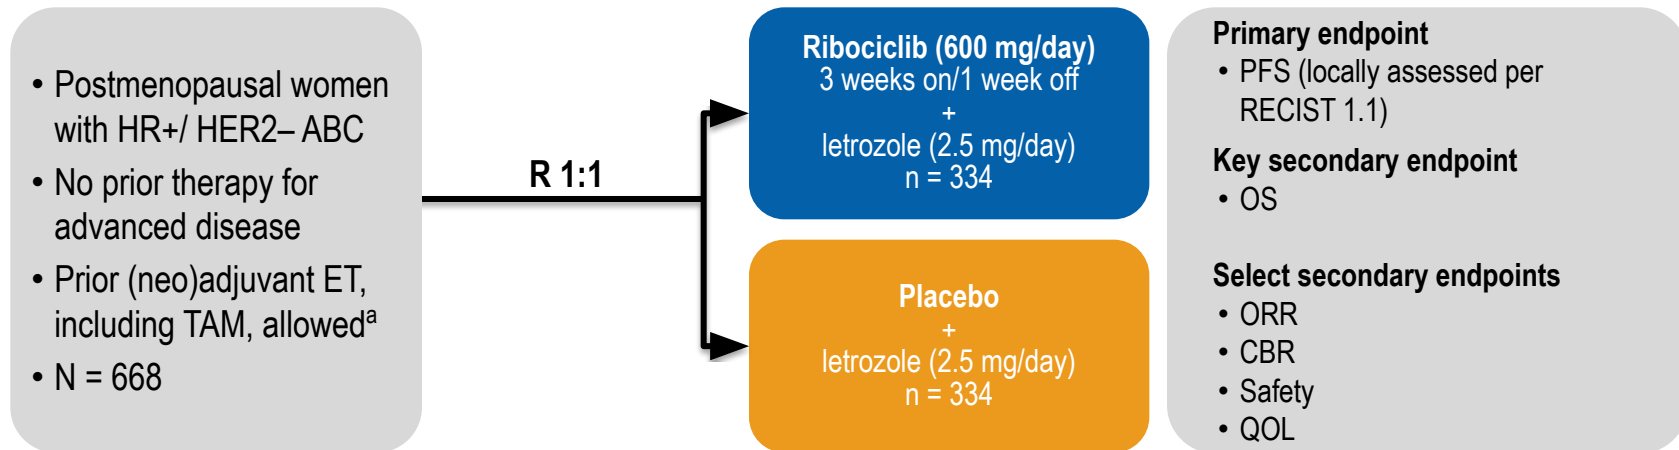 • Postmenopausal women
with HR+/ HER2– ABC
• No prior therapy for
advanced disease
• Prior (neo)adjuvant ET,
including TAM, allowedᵃ
• N = 668
R 1:1
Ribociclib (600 mg/day)
3 weeks on/1 week off
+
letrozole (2.5 mg/day)
n = 334
Placebo
+
letrozole (2.5 mg/day)
n = 334
Primary endpoint
• PFS (locally assessed per
RECIST 1.1)
Key secondary endpoint
• OS
Select secondary endpoints
• ORR
• CBR
• Safety
• QOL